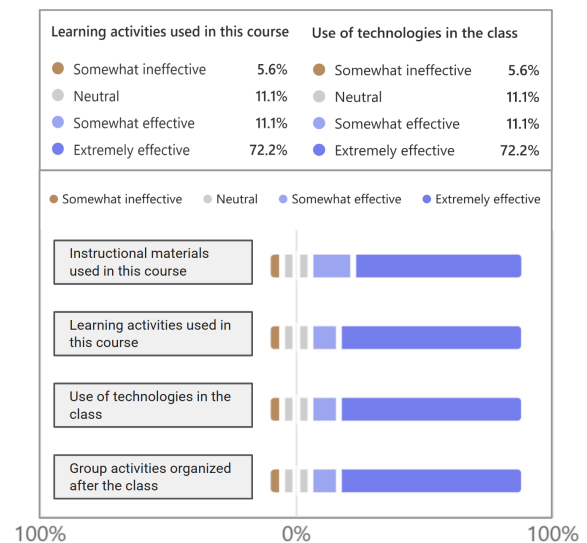 Learning activities used in this course
Somewhat ineffective 5.6%
Neutral 11.1%
Somewhat effective 11.1%
Extremely effective 72.2%
Use of technologies in the class
Somewhat ineffective 5.6%
Neutral 11.1%
Somewhat effective 11.1%
Extremely effective 72.2%
Somewhat ineffective Neutral Somewhat effective Extremely effective
Instructional materials
used in this course
Learning activities used in
this course
Use of technologies in the
class
Group activities organized
after the class
100% 0% 100%